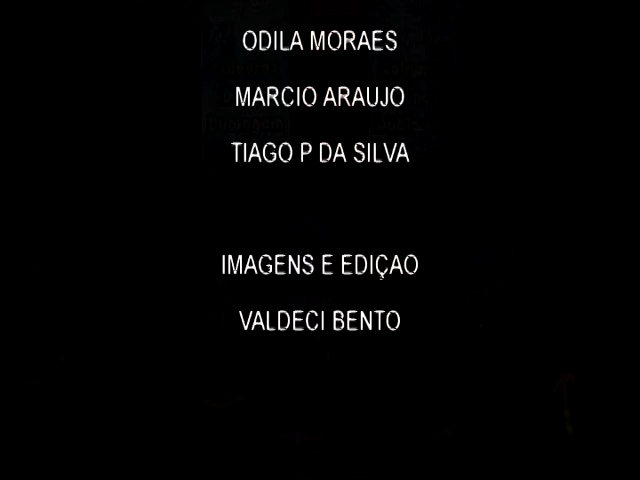 ODILA MORAES
MARCIO ARAUJO
TIAGO P DA SILVA
IMAGENS E EDIÇAO
VALDECI BENTO